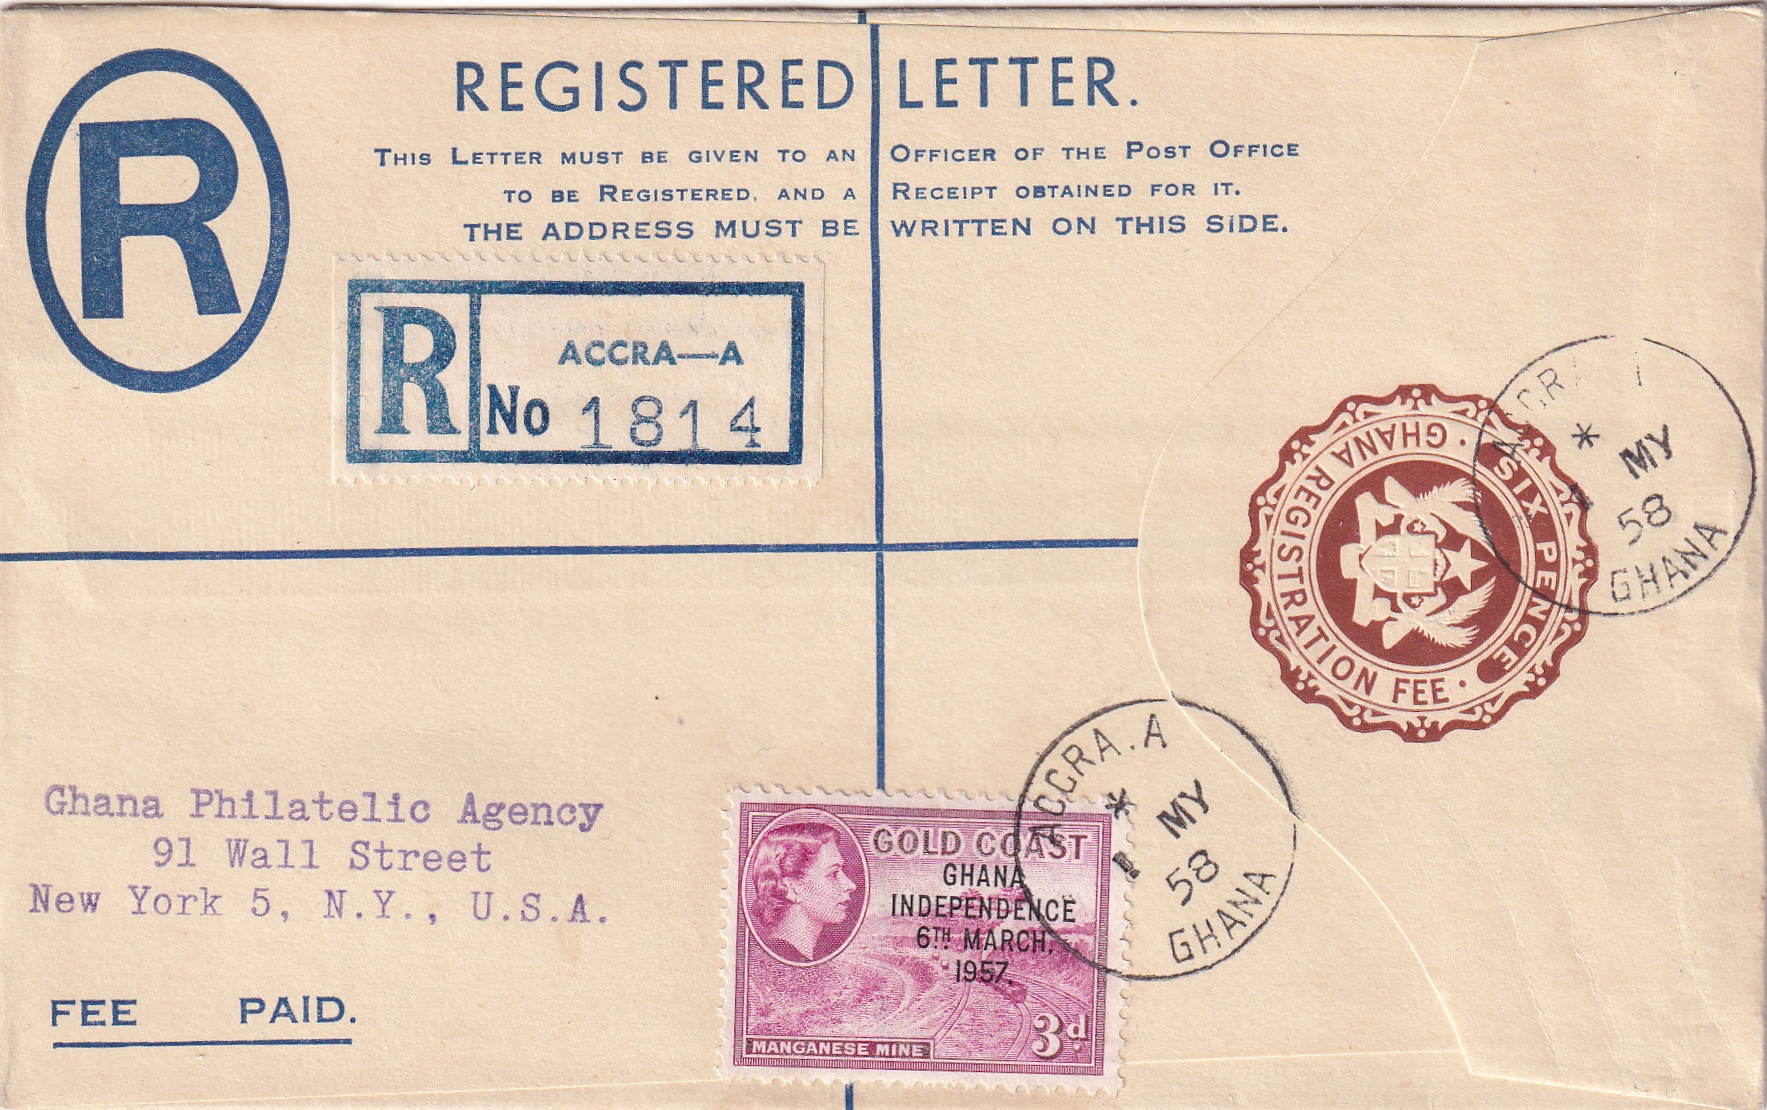 REGISTERED LETTER.
THIS LETTER MUST BE GIVEN TO AN OFFICER OF THE POST OFFICE
TO BE REGISTERED, AND A RECEIPT OBTAINED FOR IT.
THE ADDRESS MUST BE WRITTEN ON THIS SIDE.
R
R
ACCRA—A
No 1814
GHANA REGISTRATION FEE
SIX PENCE
* MY
58
GHANA
ACCRA.A
* MY
58
GHANA
Ghana Philatelic Agency
91 Wall Street
New York 5, N.Y., U.S.A.
FEE PAID.
GOLD COAST
GHANA
INDEPENDENCE
6TH MARCH,
1957.
3d.
MANGANESE MINE